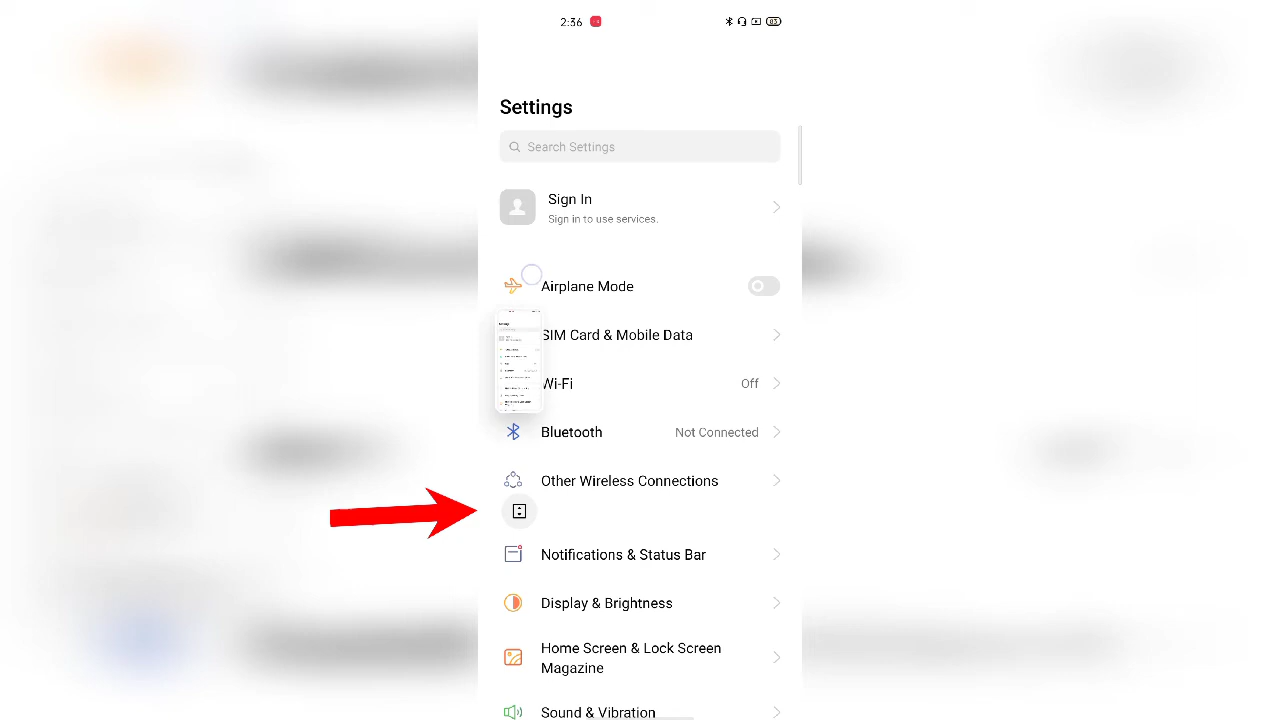 2:36
83
Settings
Search Settings
Sign In
Sign in to use services.
Airplane Mode
SIM Card & Mobile Data
Wi-Fi Off
Bluetooth Not Connected
Other Wireless Connections
Notifications & Status Bar
Display & Brightness
Home Screen & Lock Screen
Magazine
Sound & Vibration